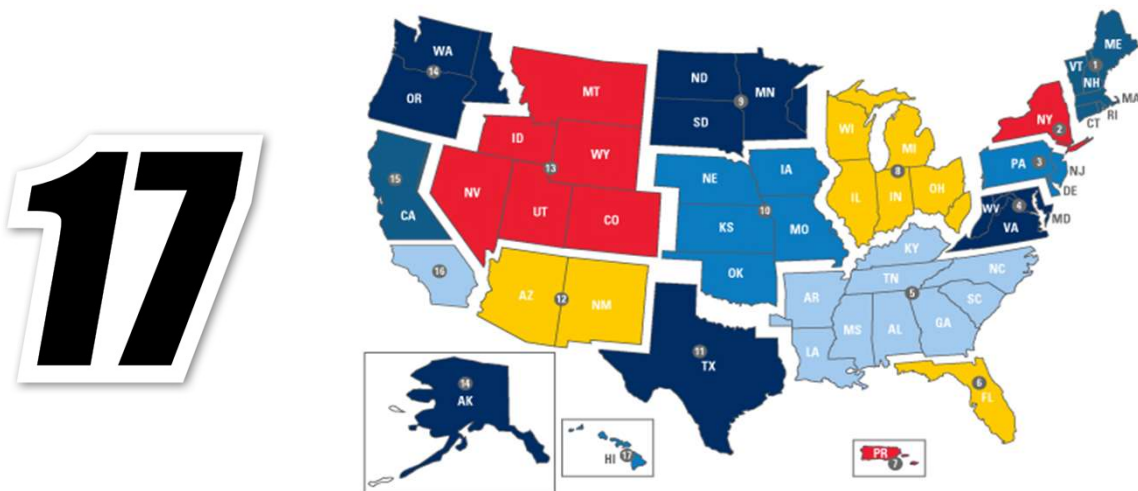 17
WA
14
OR
MT
ID
13
WY
NV
UT
CO
15
CA
16
AZ
12
NM
ND
9
MN
SD
NE
IA
10
KS
MO
OK
11
TX
WI
MI
8
IL
IN
OH
KY
TN
NC
5
AR
SC
MS
AL
GA
LA
6
FL
ME
VT
1
NH
MA
RI
CT
NY
2
PA
3
NJ
DE
WV
4
MD
VA
14
AK
HI
17
PR
7